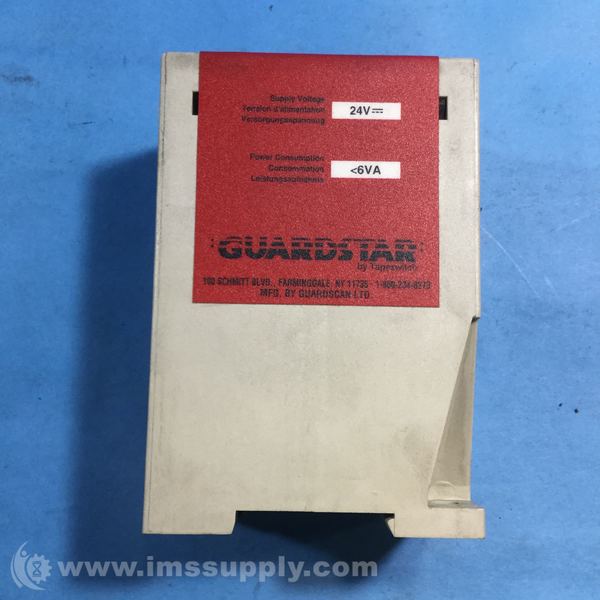 Supply Voltage
Tension d'alimentation
Versorgungsspannung
24V⎓
Power Consumption
Consommation
Leistungsaufnahme
<6VA
GUARDSTAR
by Tapeswitch
100 SCHMITT BLVD., FARMINGDALE, NY 11735 - 1-800-234-8273
MFG. BY GUARDSCAN LTD.
www.imssupply.com